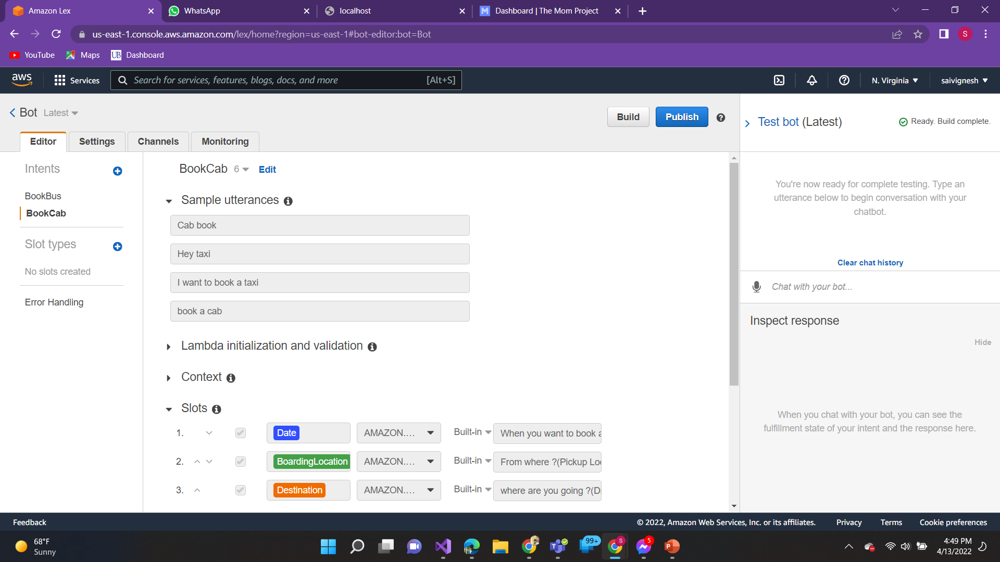 Amazon Lex
WhatsApp
localhost
Dashboard | The Mom Project
us-east-1.console.aws.amazon.com/lex/home?region=us-east-1#bot-editor:bot=Bot
S
YouTube
Maps
UB Dashboard
aws
Services
Search for services, features, blogs, docs, and more [Alt+S]
N. Virginia
saivignesh
Bot Latest
Build
Publish
Test bot (Latest)
Ready. Build complete.
Editor
Settings
Channels
Monitoring
Intents
BookBus
BookCab
Slot types
No slots created
Error Handling
BookCab 6 Edit
Sample utterances
Cab book
Hey taxi
I want to book a taxi
book a cab
Lambda initialization and validation
Context
Slots
1. Date AMAZON.... Built-in When you want to book a
2. BoardingLocation AMAZON.... Built-in From where ?(Pickup Loc
3. Destination AMAZON.... Built-in where are you going ?(D
You're now ready for complete testing. Type an
utterance below to begin conversation with your
chatbot.
Clear chat history
Chat with your bot...
Inspect response
Hide
When you chat with your bot, you can see the
fulfillment state of your intent and the response here.
Feedback
© 2022, Amazon Web Services, Inc. or its affiliates.
Privacy
Terms
Cookie preferences
68°F
Sunny
99+
S
5
4:49 PM
4/13/2022